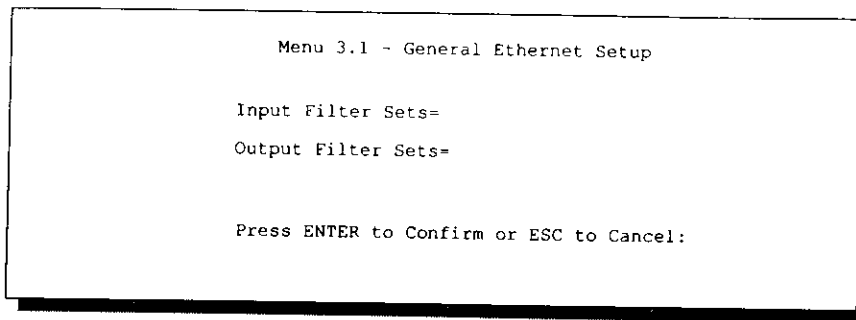 Menu 3.1 - General Ethernet Setup
Input Filter Sets=
Output Filter Sets=
Press ENTER to Confirm or ESC to Cancel: